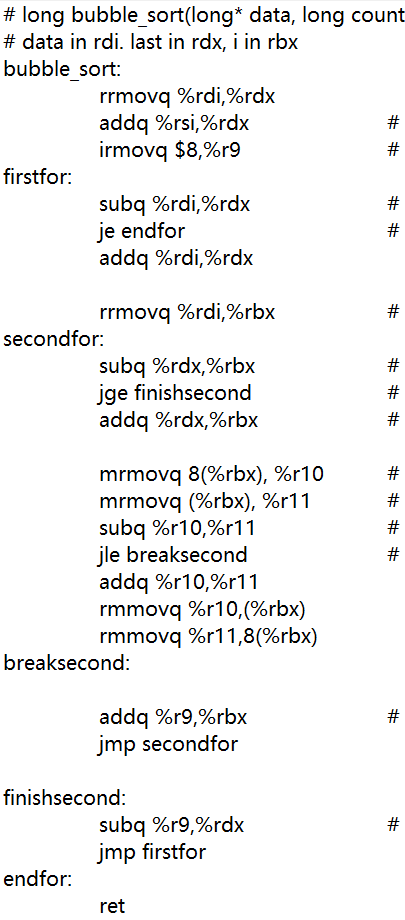 # long bubble_sort(long* data, long count
# data in rdi. last in rdx, i in rbx
bubble_sort:
rrmovq %rdi,%rdx
addq %rsi,%rdx #
irmovq $8,%r9 #
firstfor:
subq %rdi,%rdx #
je endfor #
addq %rdi,%rdx
rrmovq %rdi,%rbx #
secondfor:
subq %rdx,%rbx #
jge finishsecond #
addq %rdx,%rbx #
mrmovq 8(%rbx), %r10 #
mrmovq (%rbx), %r11 #
subq %r10,%r11 #
jle breaksecond #
addq %r10,%r11
rmmovq %r10,(%rbx)
rmmovq %r11,8(%rbx)
breaksecond:
addq %r9,%rbx #
jmp secondfor
finishsecond:
subq %r9,%rdx #
jmp firstfor
endfor:
ret